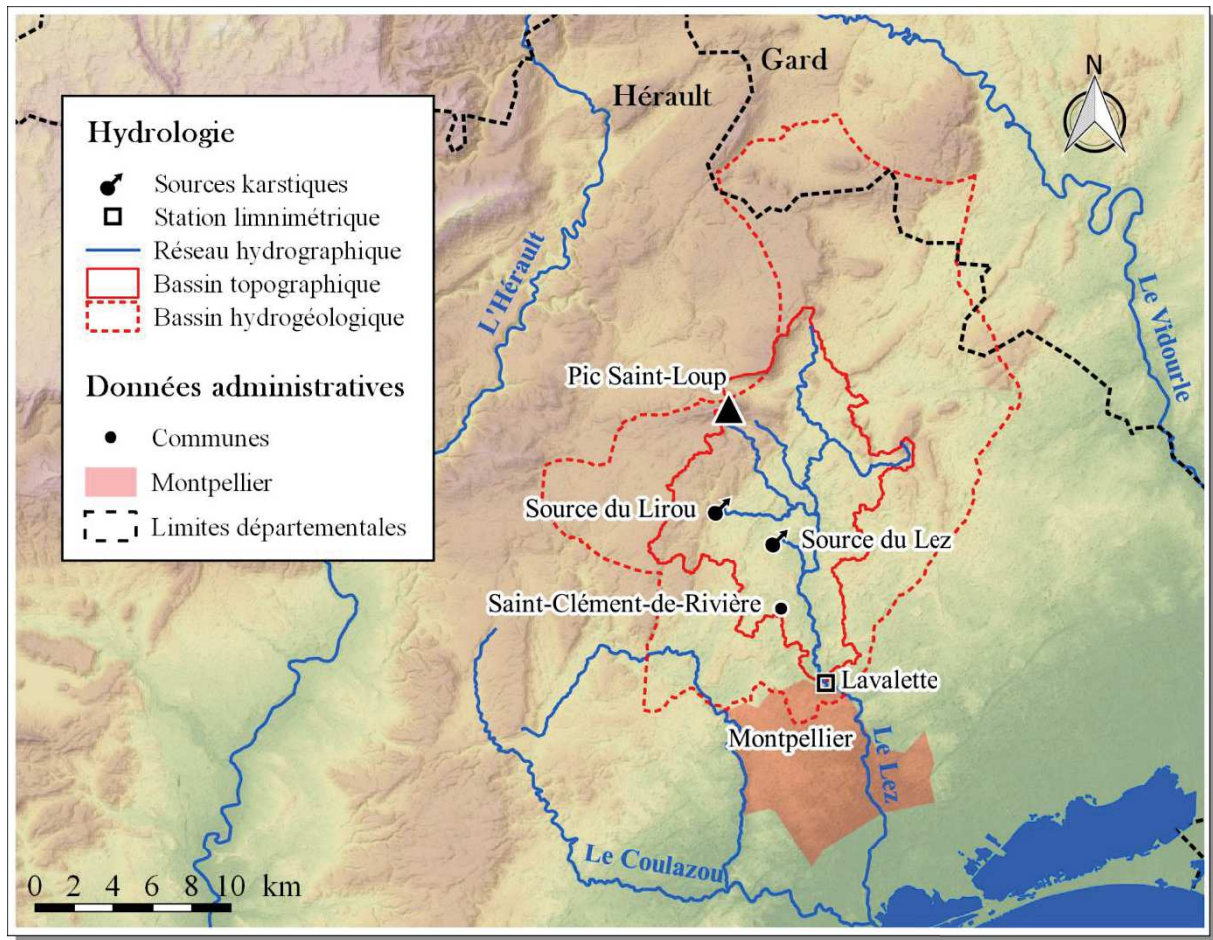 Gard
Hérault
N
Hydrologie
Sources karstiques
Station limnimétrique
Réseau hydrographique
Bassin topographique
Bassin hydrogéologique
Données administratives
Communes
Montpellier
Limites départementales
L'Hérault
Le Vidourle
Pic Saint-Loup
Source du Lirou
Source du Lez
Saint-Clément-de-Rivière
Lavalette
Montpellier
Le Lez
Le Coulazou
0 2 4 6 8 10 km